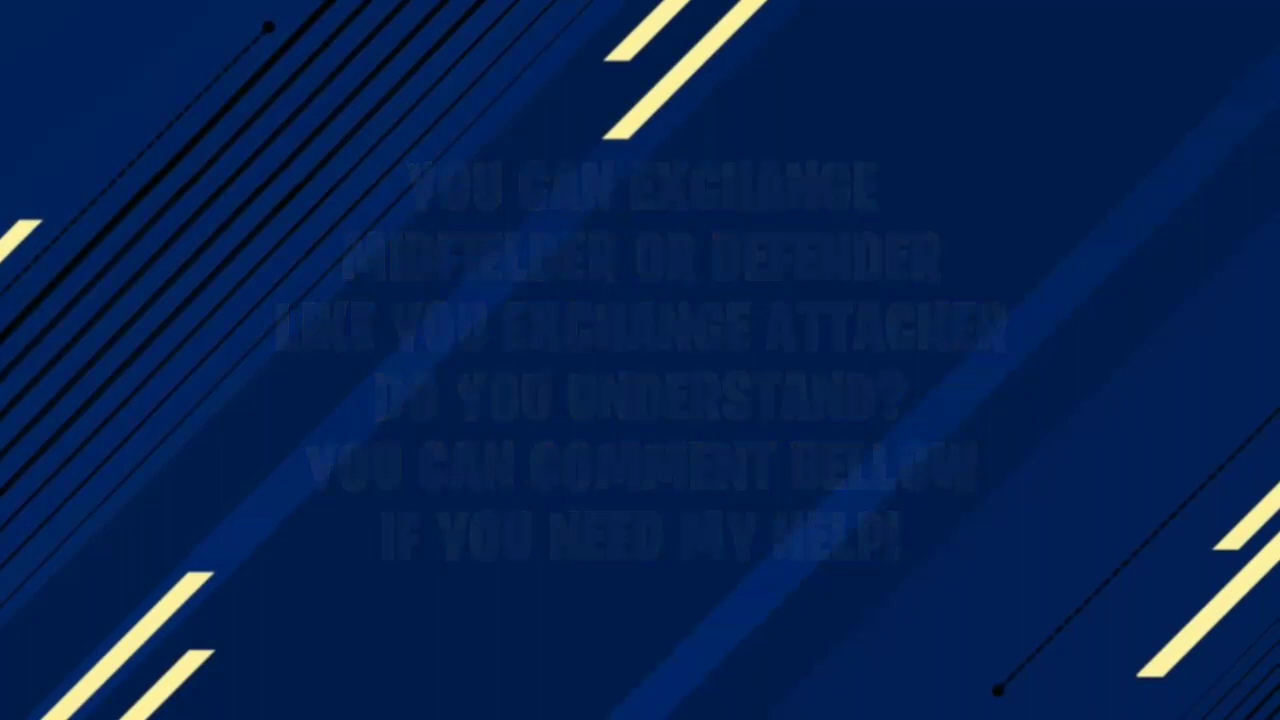 YOU CAN EXCHANGE
MIDFIELDER OR DEFENDER
LIKE YOU EXCHANGE ATTACKER
DO YOU UNDERSTAND?
YOU CAN COMMENT BELLOW
IF YOU NEED MY HELP!